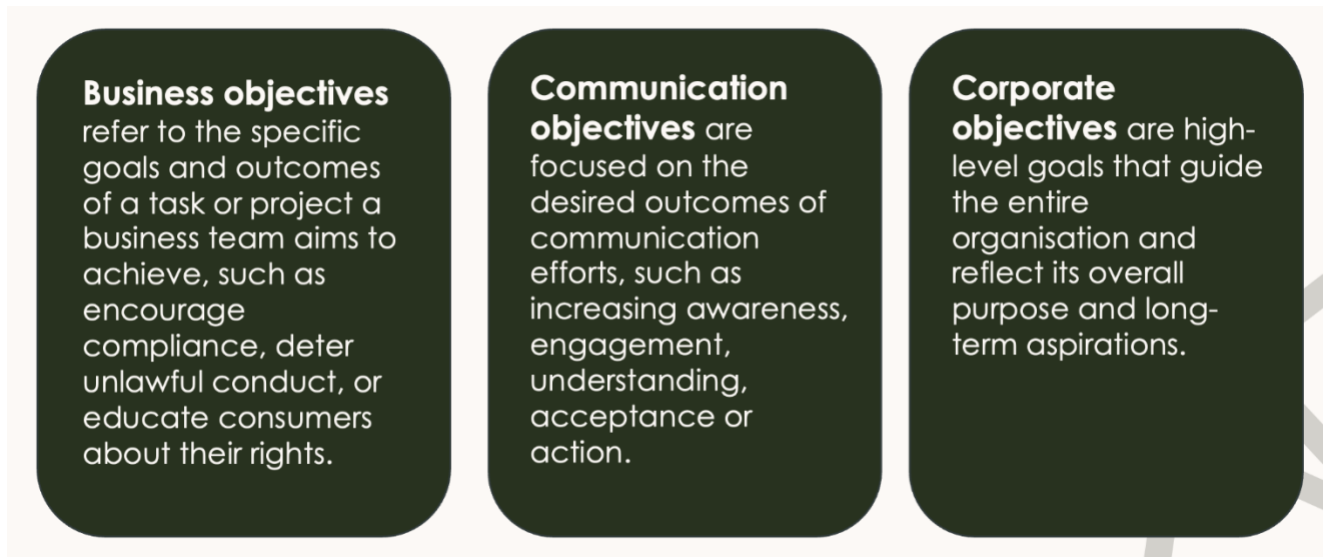 Business objectives
refer to the specific
goals and outcomes
of a task or project a
business team aims to
achieve, such as
encourage
compliance, deter
unlawful conduct, or
educate consumers
about their rights.
Communication
objectives are
focused on the
desired outcomes of
communication
efforts, such as
increasing awareness,
engagement,
understanding,
acceptance or
action.
Corporate
objectives are high-
level goals that guide
the entire
organisation and
reflect its overall
purpose and long-
term aspirations.